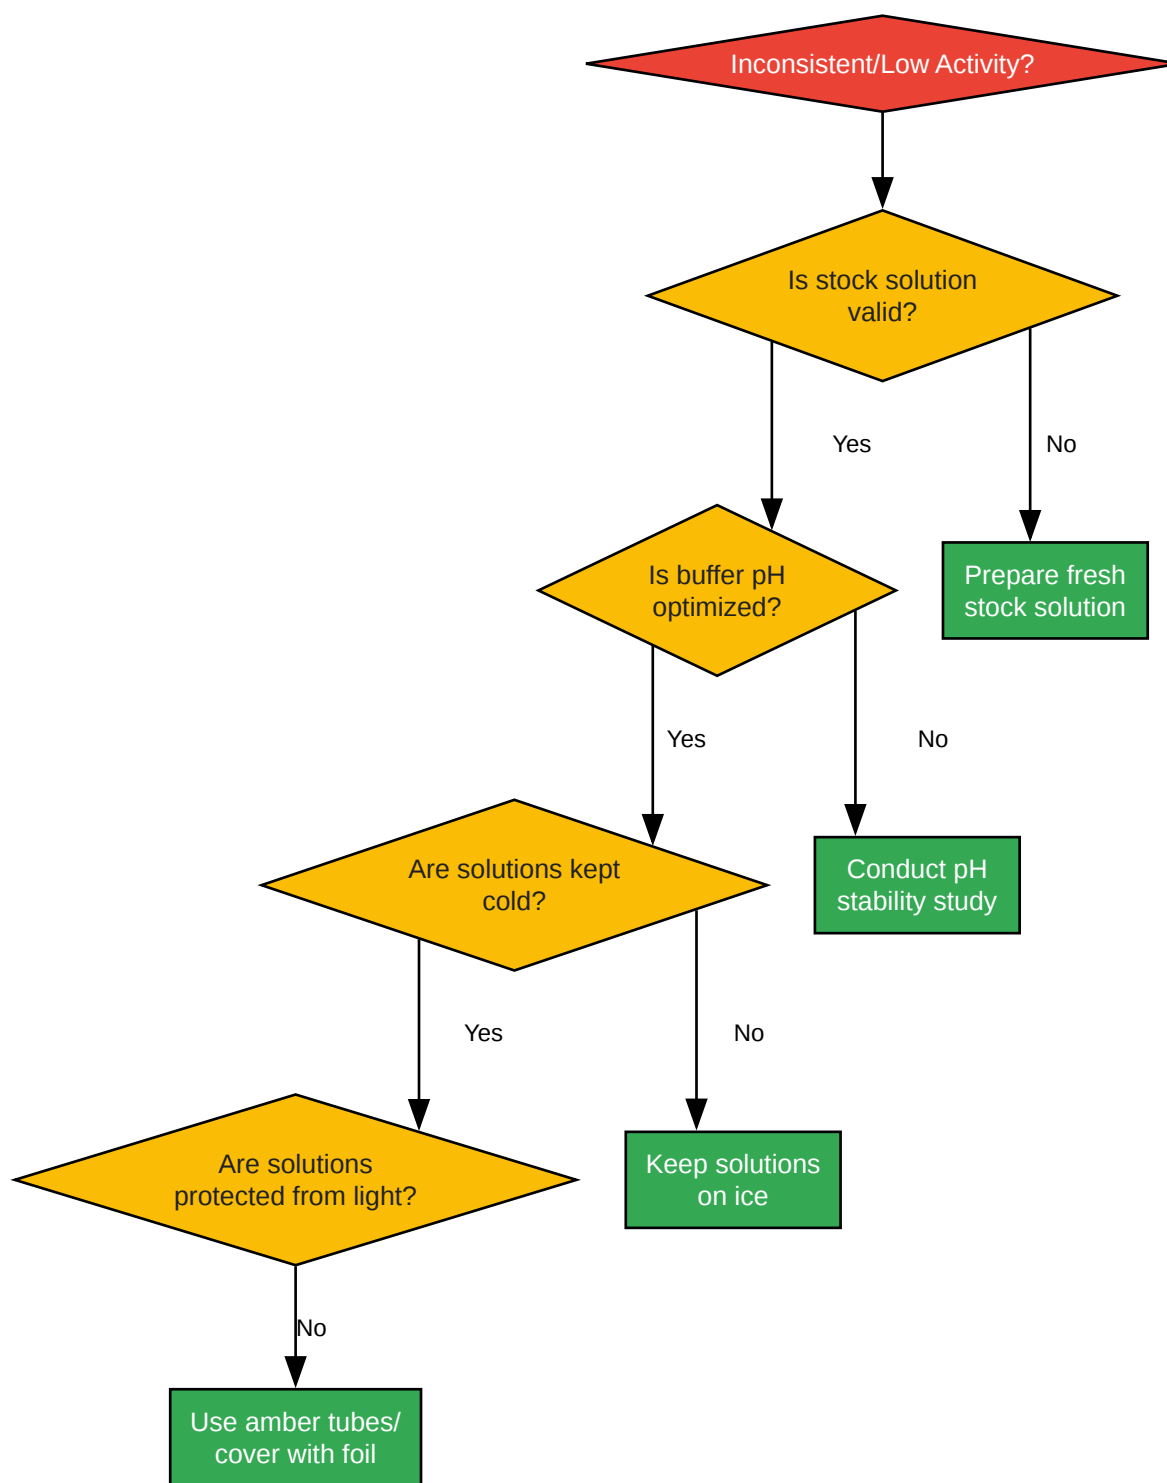 Inconsistent/Low Activity?
Is stock solution
valid?
Yes
No
Is buffer pH
optimized?
Prepare fresh
stock solution
Yes
No
Are solutions kept
cold?
Conduct pH
stability study
Yes
No
Are solutions
protected from light?
Keep solutions
on ice
No
Use amber tubes/
cover with foil